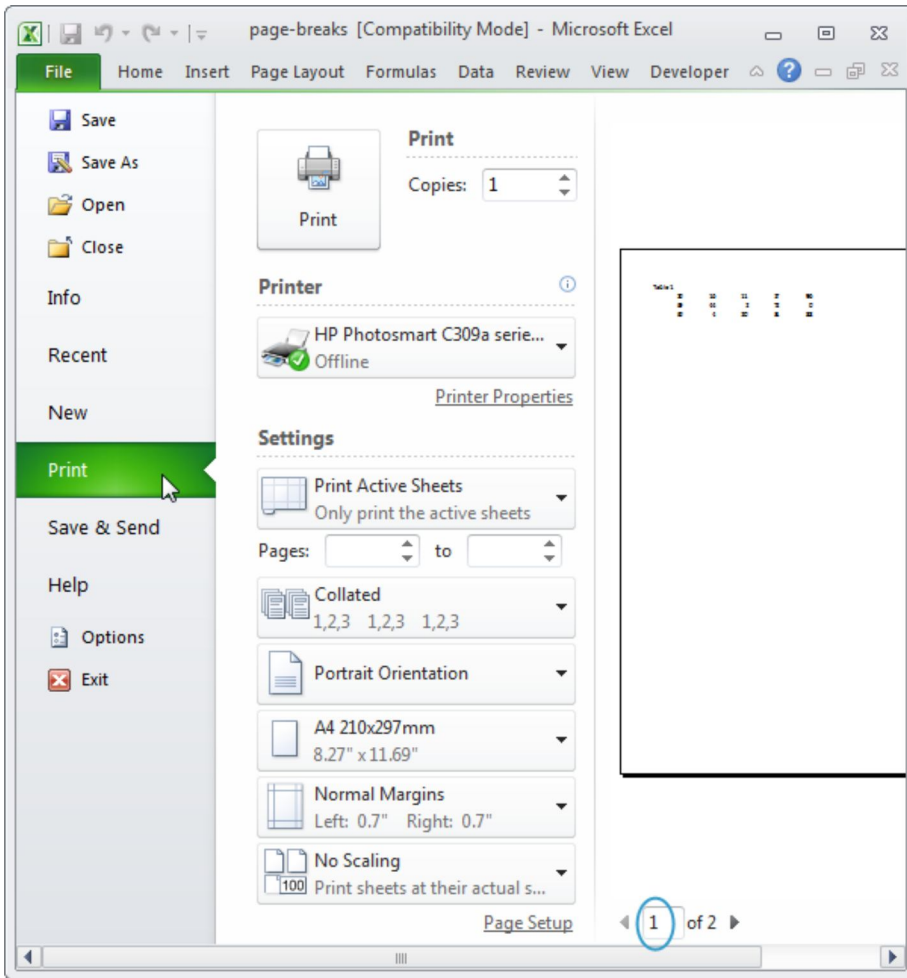 page-breaks [Compatibility Mode] - Microsoft Excel
File Home Insert Page Layout Formulas Data Review View Developer
Save
Save As
Open
Close
Info
Recent
New
Print
Save & Send
Help
Options
Exit
Print
Print
Copies: 1
Printer
HP Photosmart C309a serie...
Offline
Printer Properties
Settings
Print Active Sheets
Only print the active sheets
Pages: to
Collated
1,2,3 1,2,3 1,2,3
Portrait Orientation
A4 210x297mm
8.27" x 11.69"
Normal Margins
Left: 0.7" Right: 0.7"
No Scaling
100 Print sheets at their actual s...
Page Setup
Table 1
1 of 2